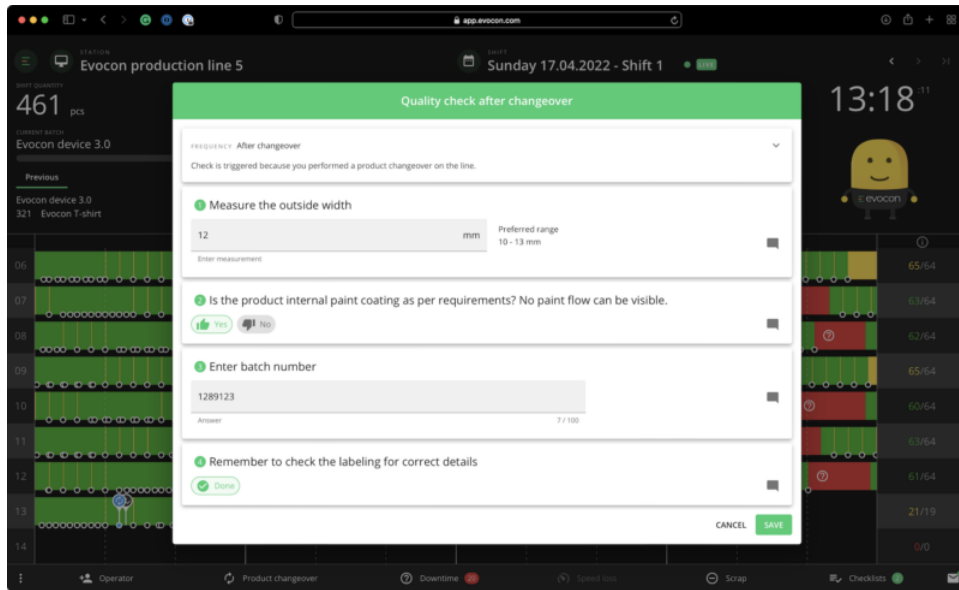 app.evocon.com
STATION
Evocon production line 5
SHIFT
Sunday 17.04.2022 - Shift 1
LIVE
SHIFT QUANTITY
461 pcs
13:18 :11
CURRENT BATCH
Evocon device 3.0
Previous
Evocon device 3.0
321 Evocon T-shirt
evocon
Quality check after changeover
FREQUENCY After changeover
Check is triggered because you performed a product changeover on the line.
1 Measure the outside width
12 mm
Preferred range
10 - 13 mm
Enter measurement
2 Is the product internal paint coating as per requirements? No paint flow can be visible.
Yes No
3 Enter batch number
1289123
Answer 7 / 100
4 Remember to check the labeling for correct details
Done
CANCEL SAVE
06 65/64
07 63/64
08 62/64
09 65/64
10 60/64
11 63/64
12 61/64
13 21/19
14 0/0
Operator Product changeover Downtime Speed loss Scrap Checklists